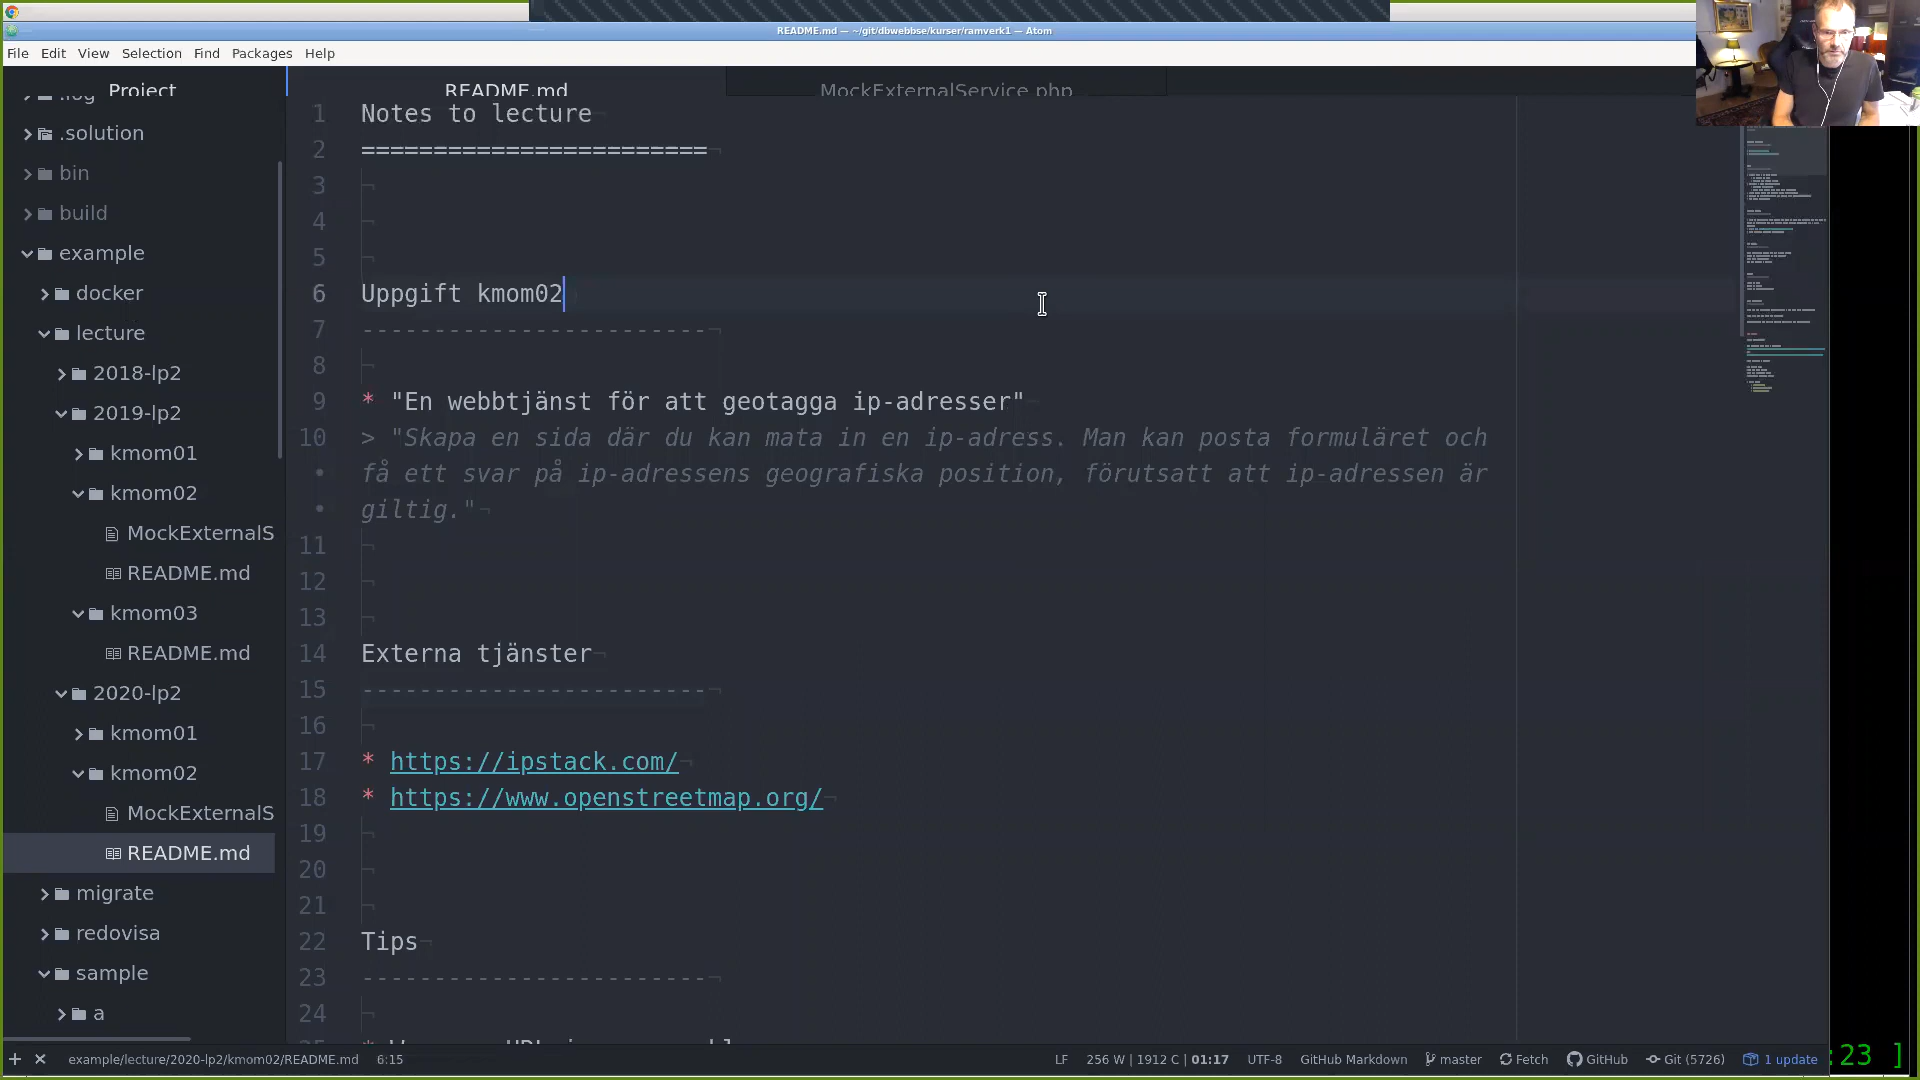 README.md — ~/git/dbwebbse/kurser/ramverk1 — Atom
File Edit View Selection Find Packages Help
Project
README.md
MockExternalService.php
.log
.solution
bin
build
example
docker
lecture
2018-lp2
2019-lp2
kmom01
kmom02
MockExternalS
README.md
kmom03
README.md
2020-lp2
kmom01
kmom02
MockExternalS
README.md
migrate
redovisa
sample
a
1 Notes to lecture
2 ========================
3
4
5
6 Uppgift kmom02
7 ------------------------
8
9 * "En webbtjänst för att geotagga ip-adresser"
10 > "Skapa en sida där du kan mata in en ip-adress. Man kan posta formuläret och
• få ett svar på ip-adressens geografiska position, förutsatt att ip-adressen är
• giltig."
11
12
13
14 Externa tjänster
15 ------------------------
16
17 * https://ipstack.com/
18 * https://www.openstreetmap.org/
19
20
21
22 Tips
23 ------------------------
24
example/lecture/2020-lp2/kmom02/README.md 6:15
LF 256 W | 1912 C | 01:17 UTF-8 GitHub Markdown master Fetch GitHub Git (5726) 1 update
:23 ]